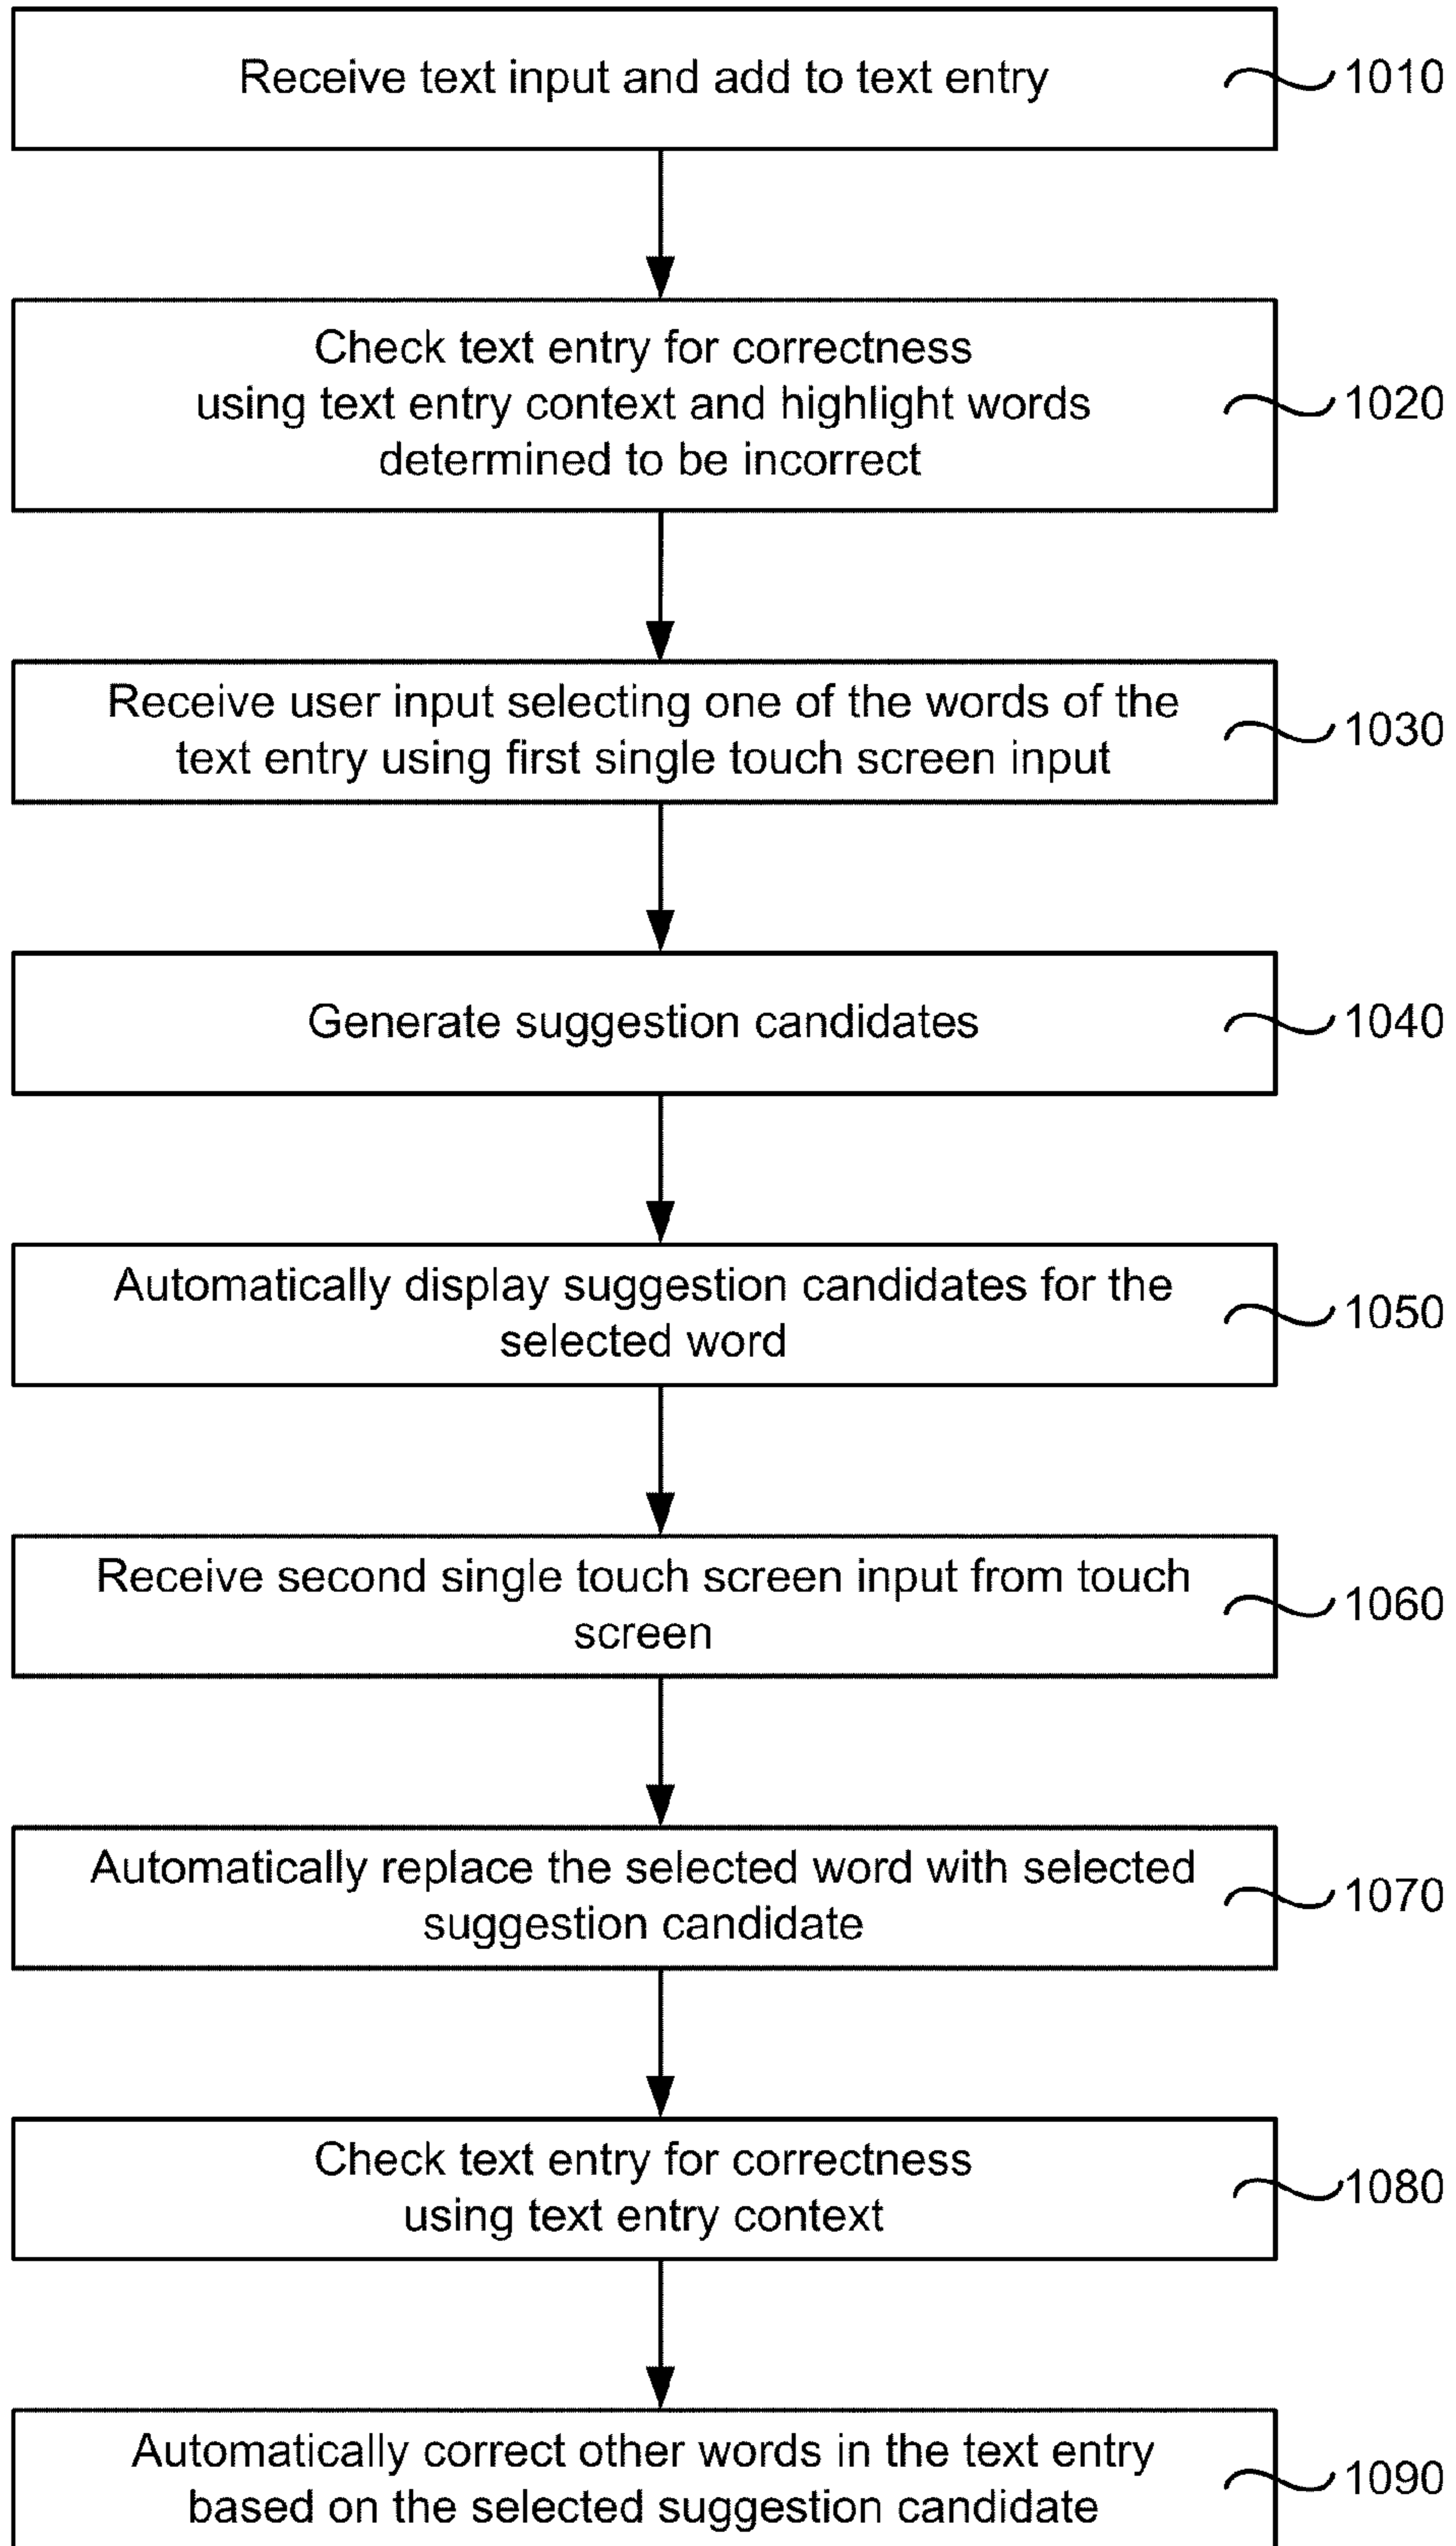 Receive text input and add to text entry
1010
Check text entry for correctness
using text entry context and highlight words
determined to be incorrect
1020
Receive user input selecting one of the words of the
text entry using first single touch screen input
1030
Generate suggestion candidates
1040
Automatically display suggestion candidates for the
selected word
1050
Receive second single touch screen input from touch
screen
1060
Automatically replace the selected word with selected
suggestion candidate
1070
Check text entry for correctness
using text entry context
1080
Automatically correct other words in the text entry
based on the selected suggestion candidate
1090